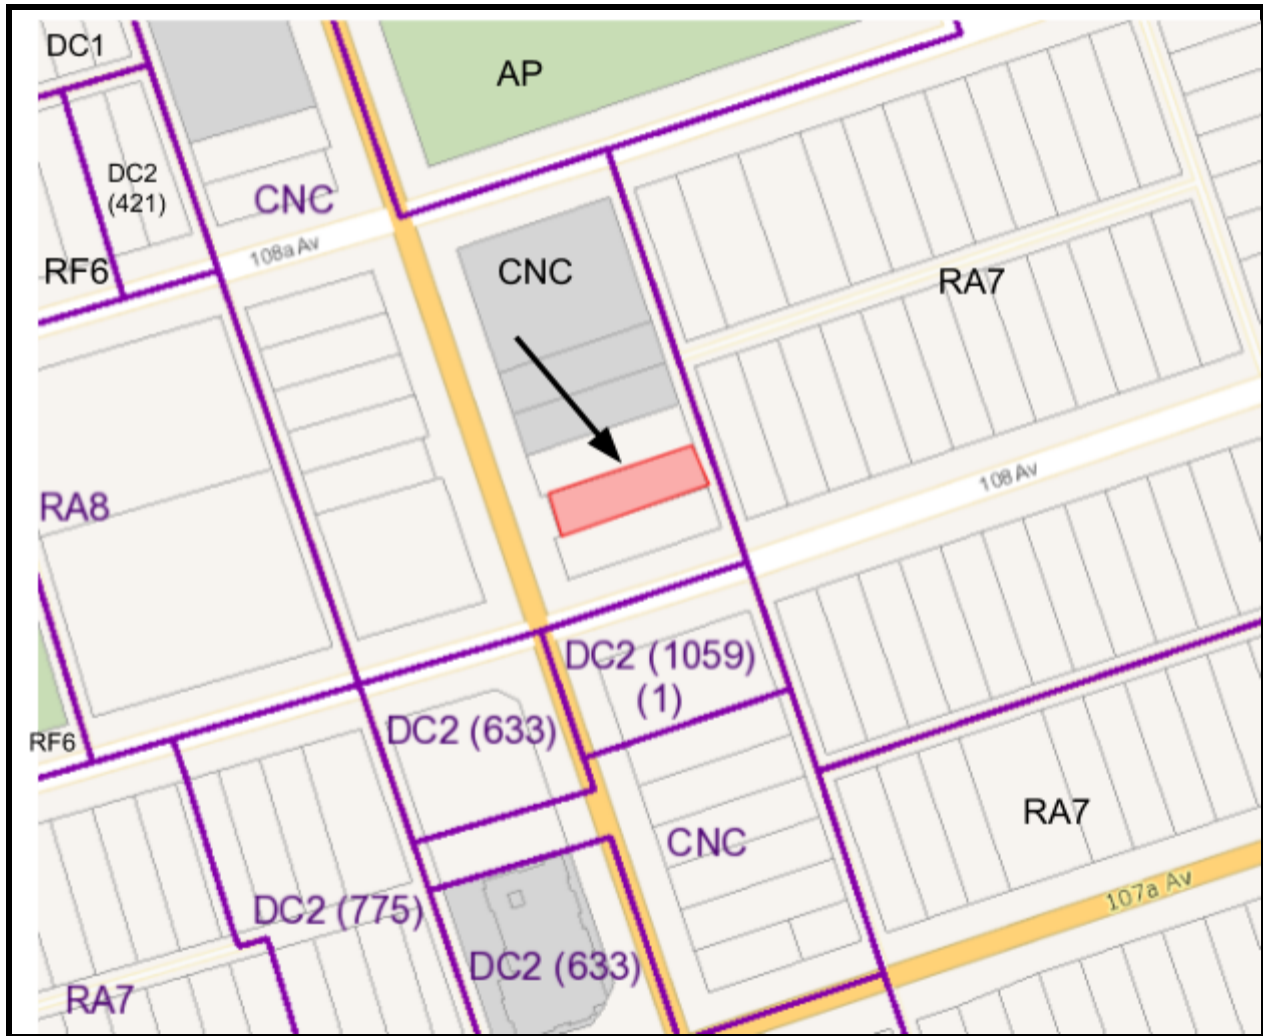 DC1
AP
DC2
(421)
CNC
108a Av
RF6
CNC
RA7
108 Av
RA8
DC2 (1059)
(1)
DC2 (633)
RF6
RA7
CNC
107a Av
DC2 (775)
DC2 (633)
RA7